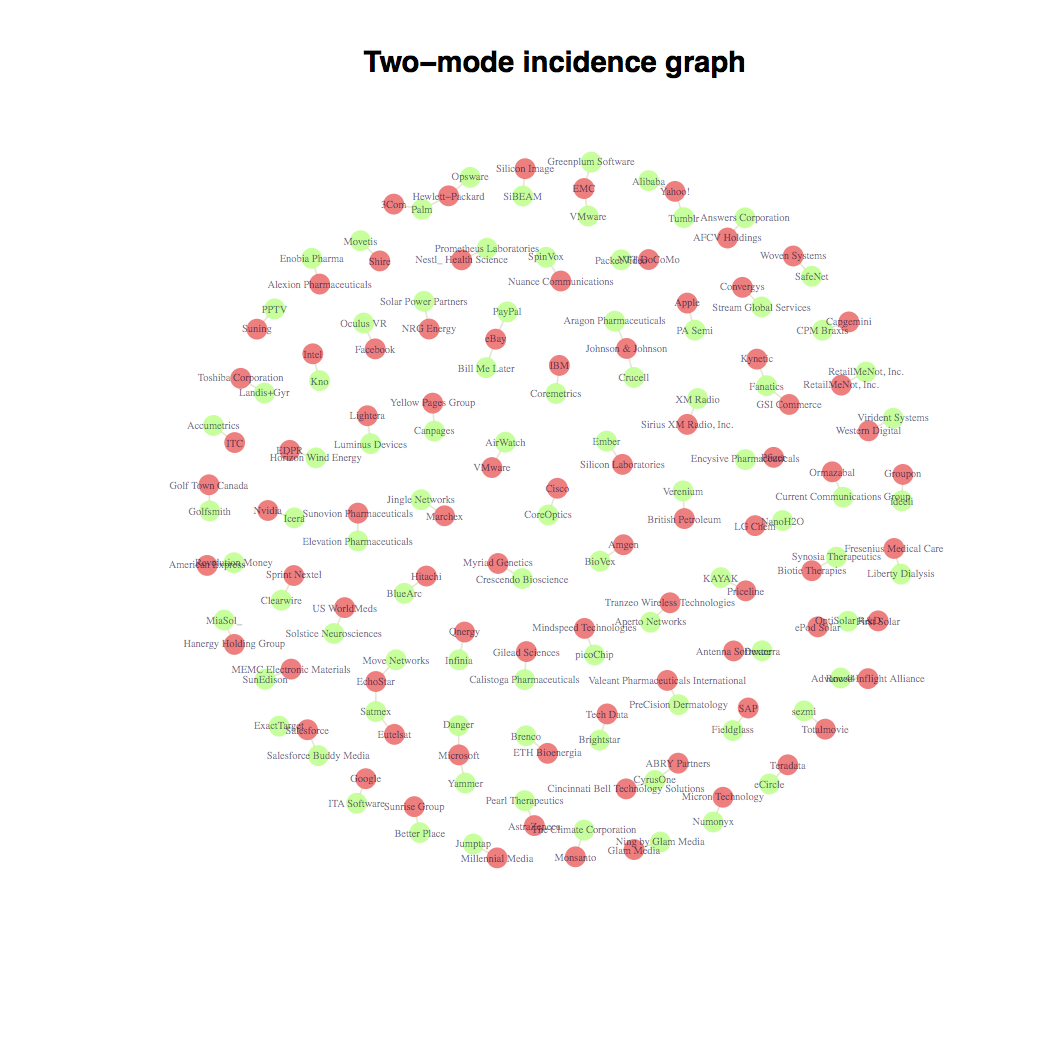 Two-mode incidence graph
Greenplum Software
Silicon Image
Opsware
Alibaba
EMC
Yahoo!
Hewlett-Packard
SiBEAM
3Com
Palm
VMware
Tumblr
Answers Corporation
AFCV Holdings
Movetis
Prometheus Laboratories
Woven Systems
Enobia Pharma
Shire
Nestl_ Health Science
SpinVox
PacketVideo
NTT DoCoMo
SafeNet
Alexion Pharmaceuticals
Nuance Communications
Convergys
Solar Power Partners
Apple
Stream Global Services
PPTV
PayPal
Oculus VR
Aragon Pharmaceuticals
Capgemini
Suning
NRG Energy
PA Semi
CPM Braxis
eBay
Facebook
Johnson & Johnson
Intel
Kynetic
Bill Me Later
IBM
RetailMeNot, Inc.
Toshiba Corporation
Kno
Crucell
Fanatics
RetailMeNot, Inc.
Landis+Gyr
Coremetrics
XM Radio
Yellow Pages Group
GSI Commerce
Lightera
Virident Systems
Accumetrics
Sirius XM Radio, Inc.
Canpages
Western Digital
ITC
Luminus Devices
AirWatch
Ember
EDPR
Horizon Wind Energy
Encysive Pharmaceuticals
Pfizer
VMware
Silicon Laboratories
Ormazabal
Groupon
Golf Town Canada
Cisco
Verenium
Jingle Networks
Current Communications Group
Ideeli
Golfsmith
Nvidia
Icera
Sunovion Pharmaceuticals
Marchex
CoreOptics
British Petroleum
NanoH2O
LG Chem
Elevation Pharmaceuticals
Amgen
Fresenius Medical Care
Synosia Therapeutics
American Express
Revolution Money
Myriad Genetics
BioVex
Biotie Therapies
Liberty Dialysis
Sprint Nextel
Hitachi
Crescendo Bioscience
KAYAK
Priceline
Clearwire
BlueArc
US WorldMeds
Tranzeo Wireless Technologies
MiaSol_
Solstice Neurosciences
Onergy
Mindspeed Technologies
Aperto Networks
ePod Solar
OptiSolar R&D
First Solar
Hanergy Holding Group
Gilead Sciences
picoChip
Antenna Software
Dexterra
Move Networks
Infinia
MEMC Electronic Materials
SunEdison
EchoStar
Calistoga Pharmaceuticals
Valeant Pharmaceuticals International
Row 44
PreCision Dermatology
Satmex
SAP
sezmi
Tech Data
ExactTarget
Salesforce
Danger
Fieldglass
Totalmovie
Eutelsat
Brenco
Brightstar
Salesforce Buddy Media
Microsoft
ETH Bioenergia
ABRY Partners
Teradata
Google
Yammer
CyrusOne
eCircle
Cincinnati Bell Technology Solutions
Micron Technology
ITA Software
Sunrise Group
Pearl Therapeutics
Numonyx
Better Place
AstraZeneca
The Climate Corporation
Jumptap
Ning by Glam Media
Glam Media
Millennial Media
Monsanto